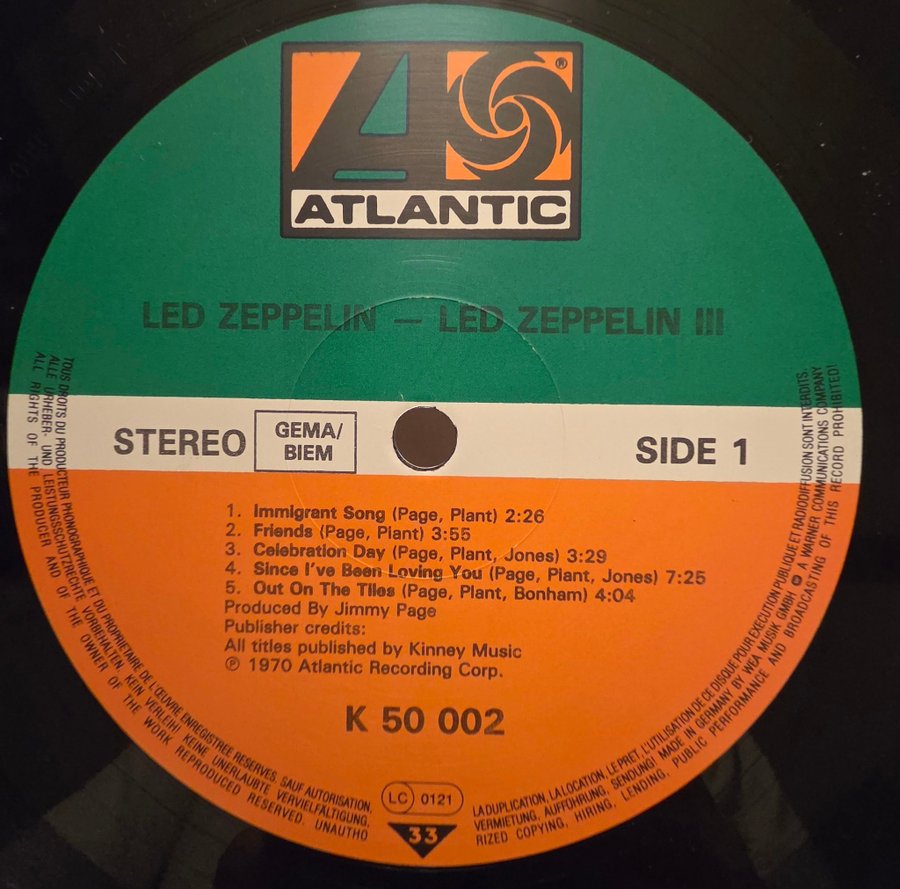 ATLANTIC
®
LED ZEPPELIN — LED ZEPPELIN III
STEREO
GEMA/
BIEM
SIDE 1
1. Immigrant Song (Page, Plant) 2:26
2. Friends (Page, Plant) 3:55
3. Celebration Day (Page, Plant, Jones) 3:29
4. Since I've Been Loving You (Page, Plant, Jones) 7:25
5. Out On The Tiles (Page, Plant, Bonham) 4:04
Produced By Jimmy Page
Publisher credits:
All titles published by Kinney Music
℗ 1970 Atlantic Recording Corp.
K 50 002
LC 0121
33
TOUS DROITS DU PRODUCTEUR PHONOGRAPHIQUE ET DU PROPRIETAIRE DE L'ŒUVRE ENREGISTREE RESERVES. SAUF AUTORISATION, LA DUPLICATION, LA LOCATION, LE PRET, L'UTILISATION DE CE DISQUE POUR EXECUTION PUBLIQUE ET RADIODIFFUSION SONT INTERDITS.
ALLE URHEBER- UND LEISTUNGSSCHUTZRECHTE VORBEHALTEN. KEIN VERLEIH! KEINE UNERLAUBTE VERVIELFÄLTIGUNG, VERMIETUNG, AUFFÜHRUNG, SENDUNG! MADE IN GERMANY BY WEA MUSIK GMBH A WARNER COMMUNICATIONS COMPANY
ALL RIGHTS OF THE PRODUCER AND OF THE OWNER OF THE WORK REPRODUCED RESERVED. UNAUTHORIZED COPYING, HIRING, LENDING, PUBLIC PERFORMANCE AND BROADCASTING OF THIS RECORD PROHIBITED!